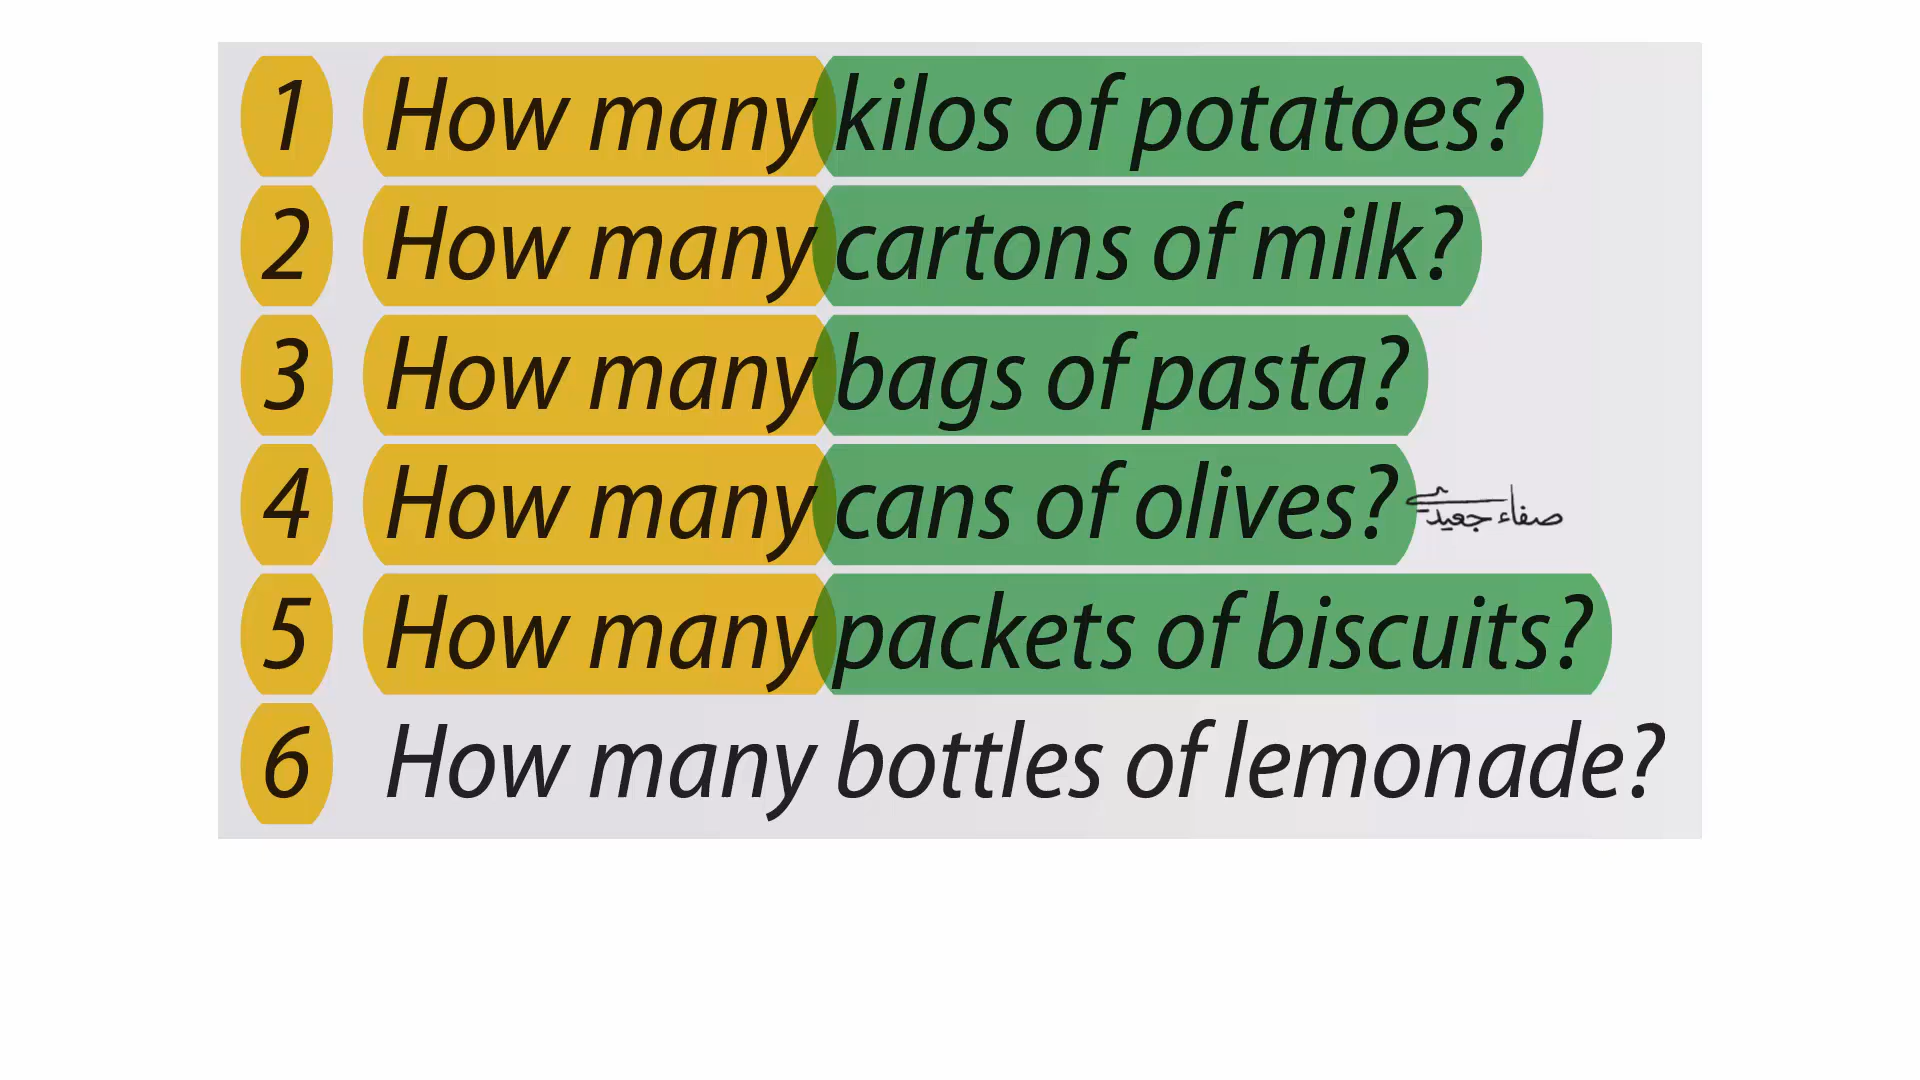 1 How many kilos of potatoes?
2 How many cartons of milk?
3 How many bags of pasta?
4 How many cans of olives?
صفاء جعيدي
5 How many packets of biscuits?
6 How many bottles of lemonade?